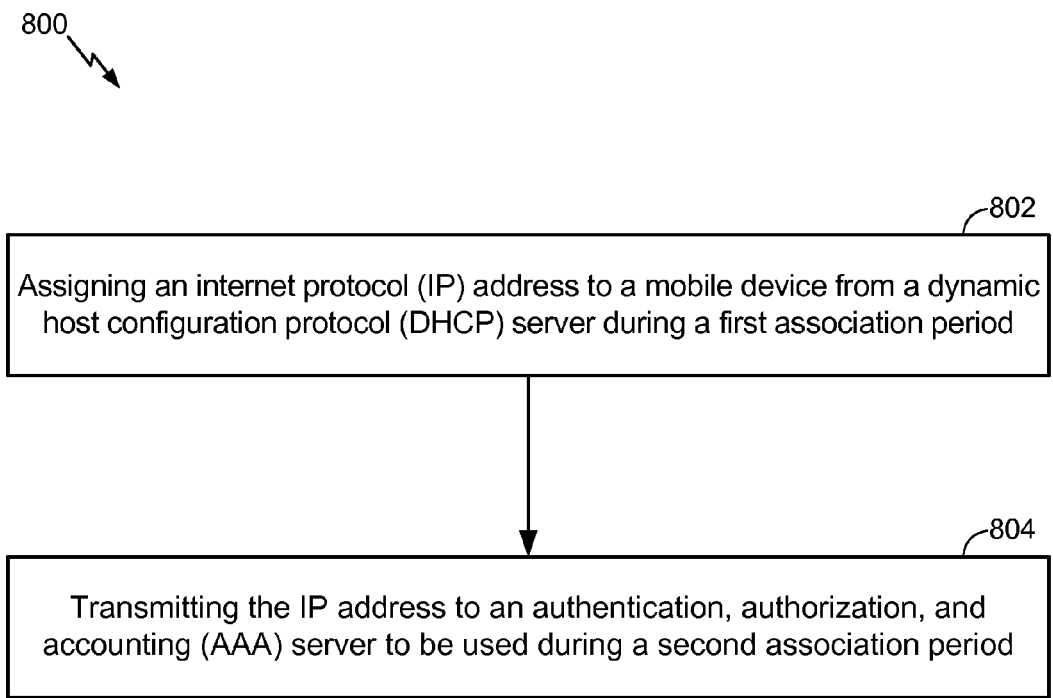 800
802
Assigning an internet protocol (IP) address to a mobile device from a dynamic
host configuration protocol (DHCP) server during a first association period
804
Transmitting the IP address to an authentication, authorization, and
accounting (AAA) server to be used during a second association period